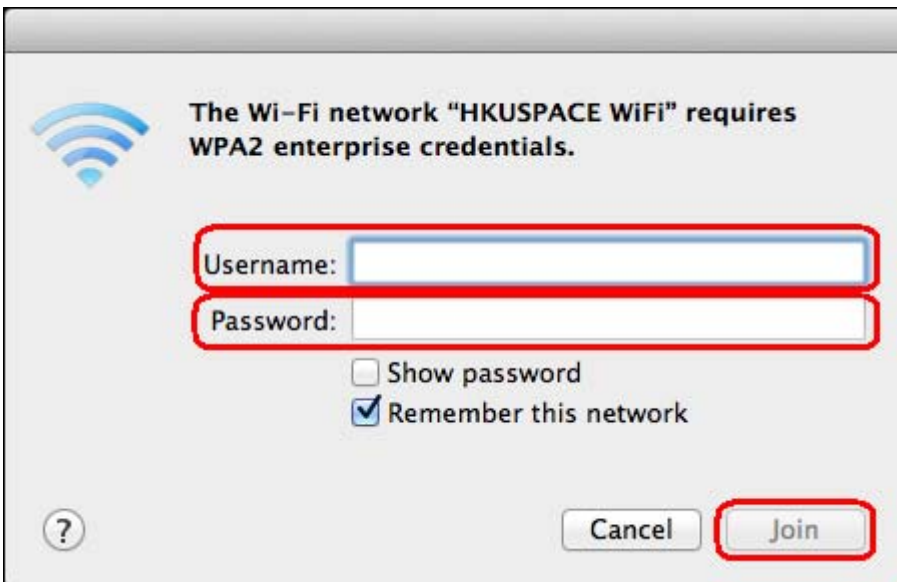 The Wi-Fi network “HKUSPACE WiFi” requires
WPA2 enterprise credentials.
Username:
Password:
Show password
Remember this network
?
Cancel
Join